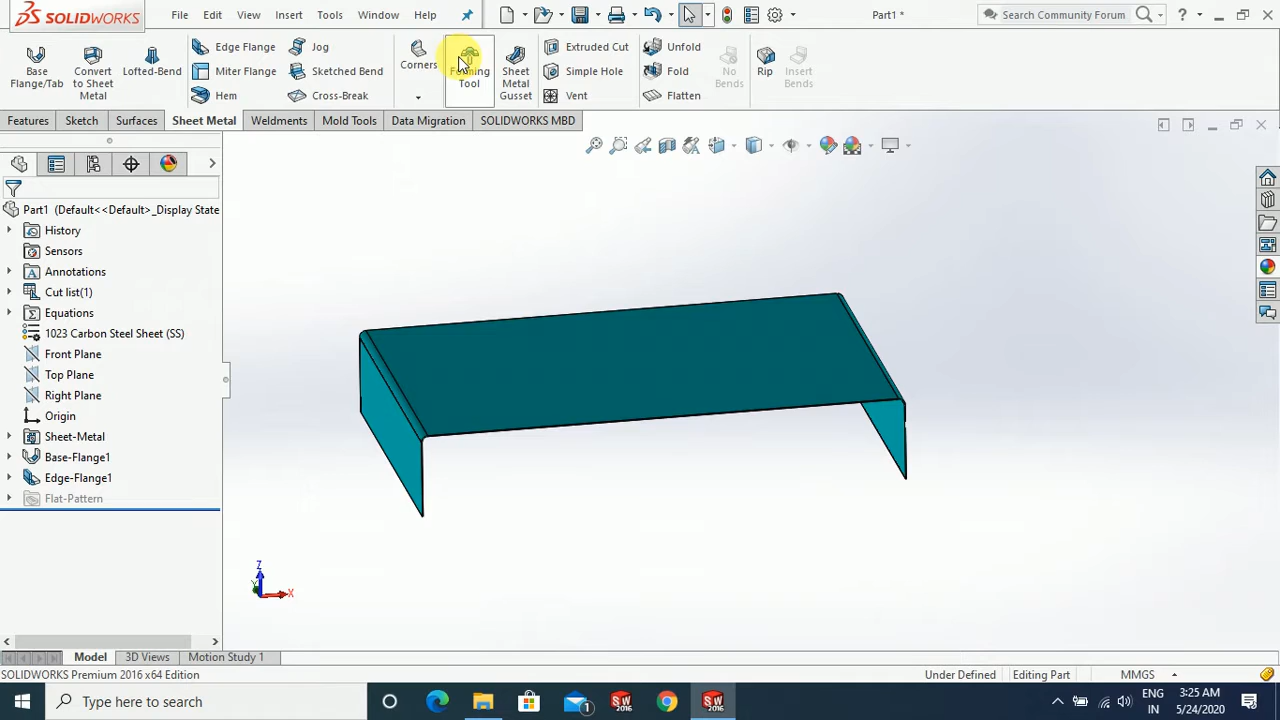 SOLIDWORKS
File Edit View Insert Tools Window Help
Part1 *
Search Community Forum
Base Flange/Tab
Convert to Sheet Metal
Lofted-Bend
Edge Flange
Miter Flange
Hem
Jog
Sketched Bend
Cross-Break
Corners
Forming Tool
Sheet Metal Gusset
Extruded Cut
Simple Hole
Vent
Unfold
Fold
Flatten
No Bends
Rip
Insert Bends
Features Sketch Surfaces Sheet Metal Weldments Mold Tools Data Migration SOLIDWORKS MBD
Part1 (Default<<Default>_Display State
History
Sensors
Annotations
Cut list(1)
Equations
1023 Carbon Steel Sheet (SS)
Front Plane
Top Plane
Right Plane
Origin
Sheet-Metal
Base-Flange1
Edge-Flange1
Flat-Pattern
Z
Y
X
Model 3D Views Motion Study 1
SOLIDWORKS Premium 2016 x64 Edition
Under Defined Editing Part MMGS
Type here to search
1
SW 2016
SW 2016
ENG
IN
3:25 AM
5/24/2020